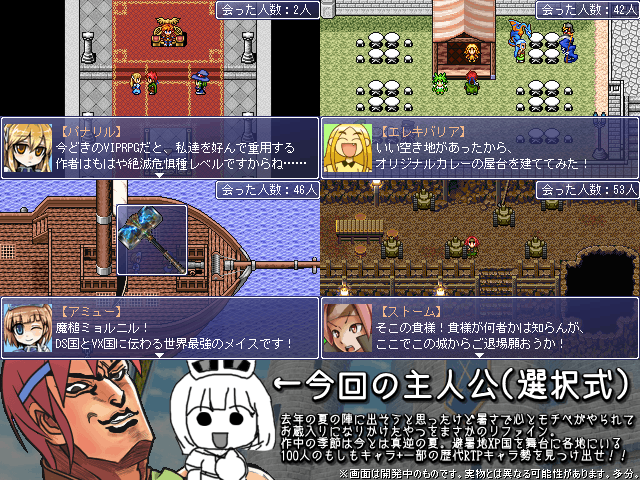 会った人数：2人
【バナリル】
今どきのVIPRPGだと、私達を好んで重用する
作者はもはや絶滅危惧種レベルですからね……
会った人数：42人
【エレキバリア】
いい空き地があったから、
オリジナルカレーの屋台を建ててみた！
会った人数：46人
【アミュー】
魔槌ミョルニル！
DS国とVX国に伝わる世界最強のメイスです！
会った人数：53人
【ストーム】
そこの貴様！貴様が何者かは知らんが、
ここでこの城からご退場願おうか！
←今回の主人公(選択式)
去年の夏の陣に出そうと思ったけど暑さで心とモチベがやられて
お蔵入りになりかけたやつをまさかのリファイン。
作中の季節は今とは真逆の夏、避暑地XP国を舞台に各地にいる
100人のもしもキャラ+一部の歴代RTPキャラ勢を見つけ出せ！！
※画面は開発中のものです。実物とは異なる可能性があります。多分。